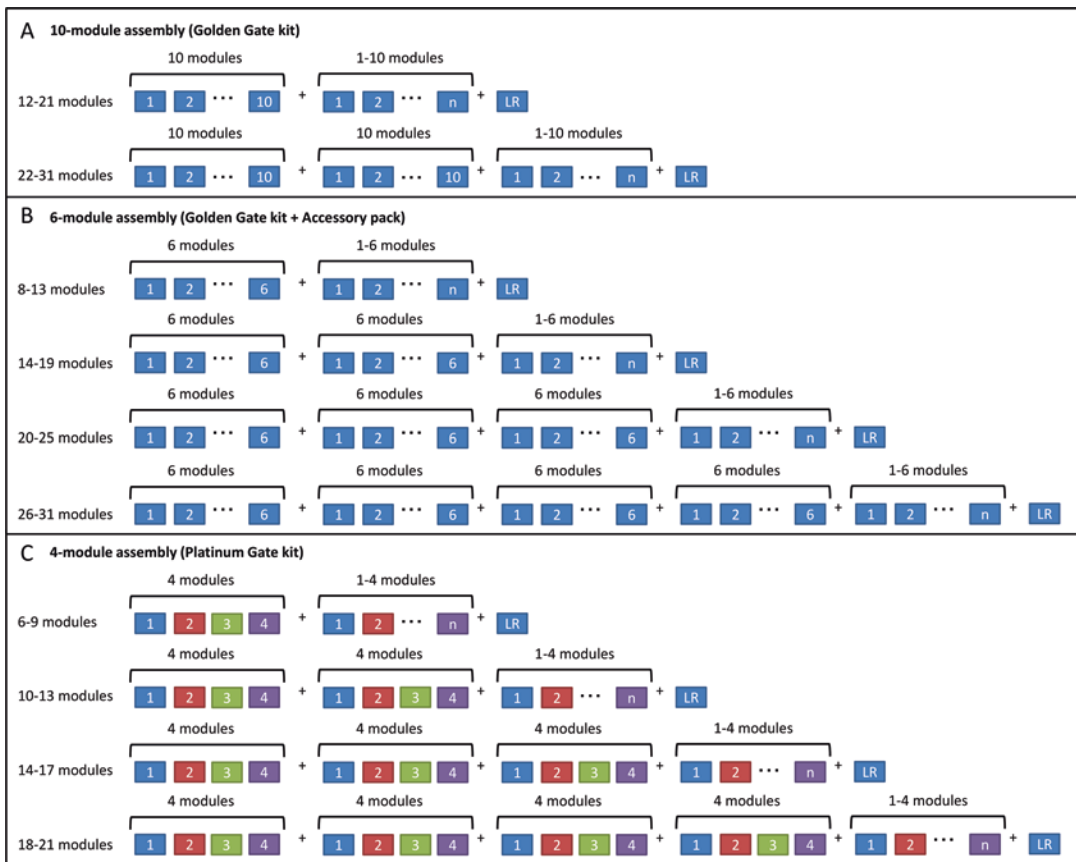 A 10-module assembly (Golden Gate kit)
10 modules 1-10 modules
12-21 modules 1 2 ··· 10 + 1 2 ··· n + LR
10 modules 10 modules 1-10 modules
22-31 modules 1 2 ··· 10 + 1 2 ··· 10 + 1 2 ··· n + LR
B 6-module assembly (Golden Gate kit + Accessory pack)
6 modules 1-6 modules
8-13 modules 1 2 ··· 6 + 1 2 ··· n + LR
6 modules 6 modules 1-6 modules
14-19 modules 1 2 ··· 6 + 1 2 ··· 6 + 1 2 ··· n + LR
6 modules 6 modules 6 modules 1-6 modules
20-25 modules 1 2 ··· 6 + 1 2 ··· 6 + 1 2 ··· 6 + 1 2 ··· n + LR
6 modules 6 modules 6 modules 6 modules 1-6 modules
26-31 modules 1 2 ··· 6 + 1 2 ··· 6 + 1 2 ··· 6 + 1 2 ··· 6 + 1 2 ··· n + LR
C 4-module assembly (Platinum Gate kit)
4 modules 1-4 modules
6-9 modules 1 2 3 4 + 1 2 ··· n + LR
4 modules 4 modules 1-4 modules
10-13 modules 1 2 3 4 + 1 2 3 4 + 1 2 ··· n + LR
4 modules 4 modules 4 modules 1-4 modules
14-17 modules 1 2 3 4 + 1 2 3 4 + 1 2 3 4 + 1 2 ··· n + LR
4 modules 4 modules 4 modules 4 modules 1-4 modules
18-21 modules 1 2 3 4 + 1 2 3 4 + 1 2 3 4 + 1 2 3 4 + 1 2 ··· n + LR